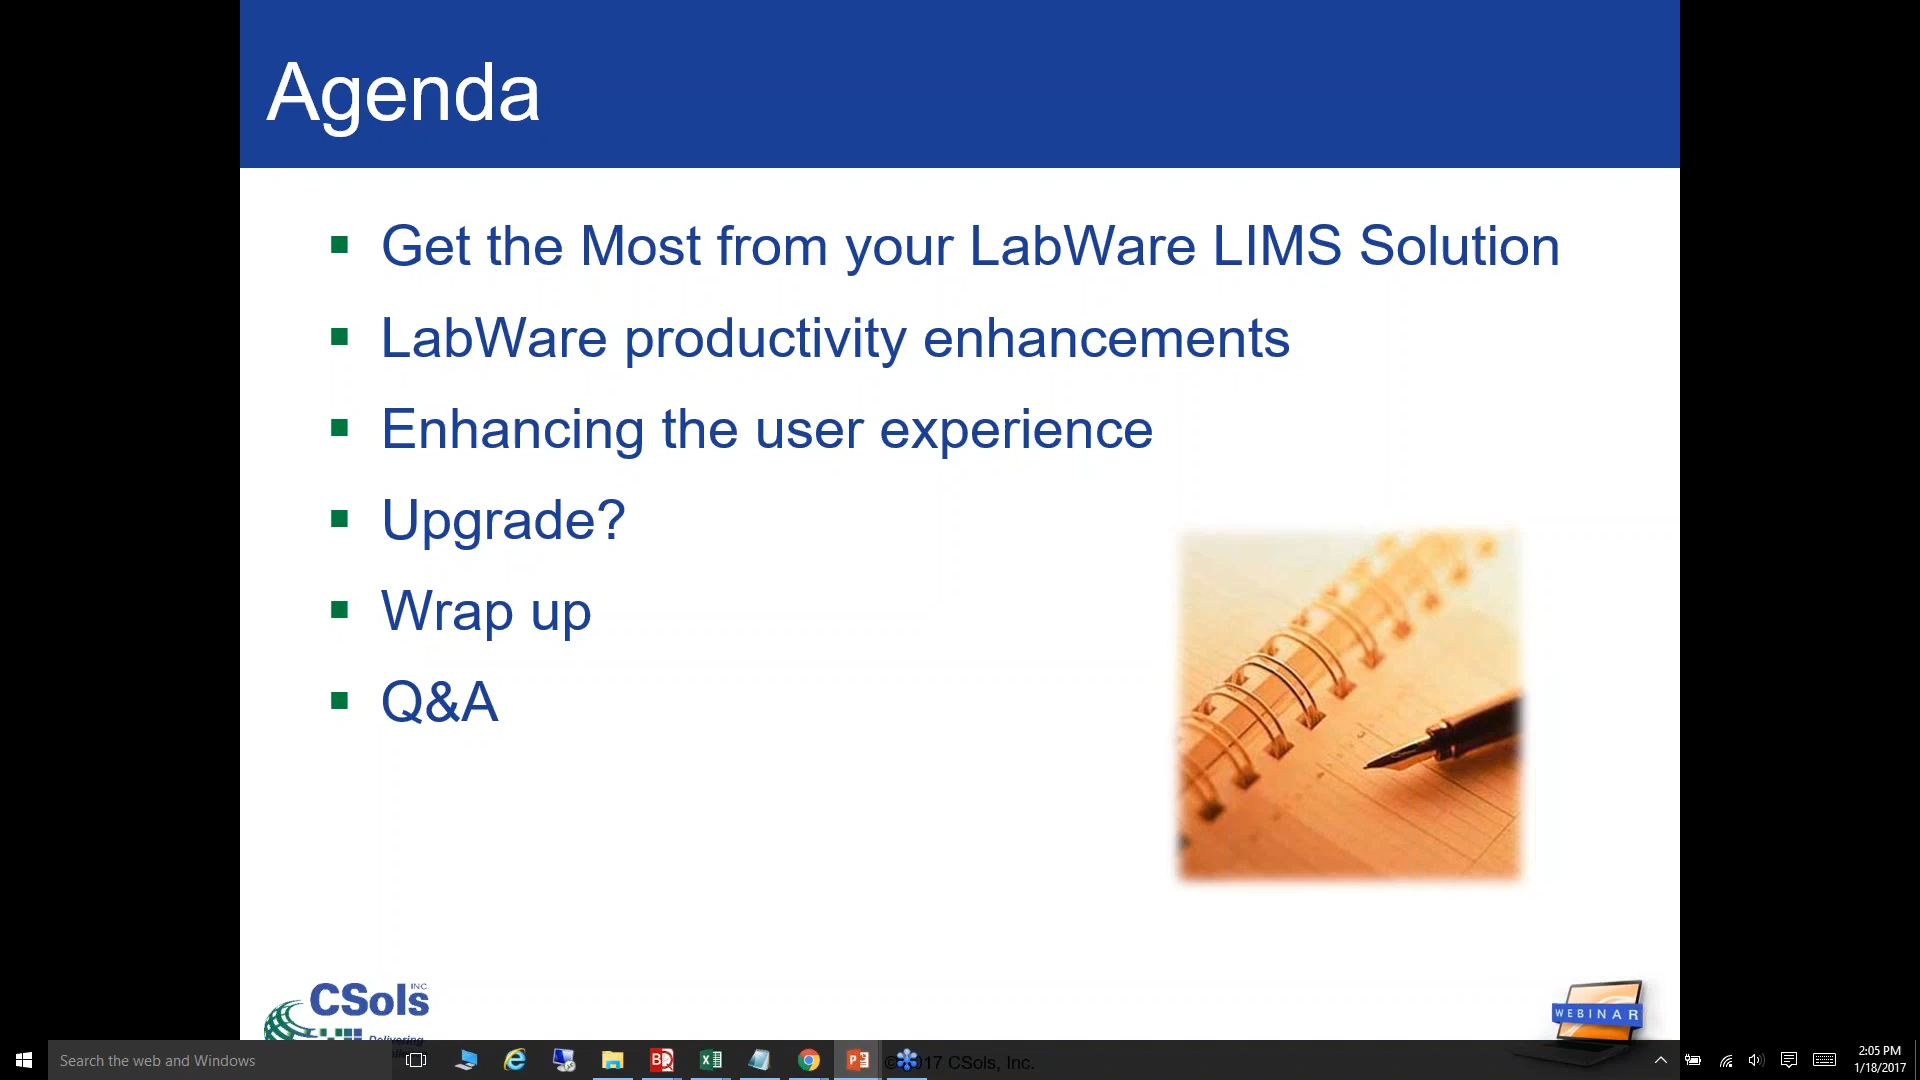 Agenda
Get the Most from your LabWare LIMS Solution
LabWare productivity enhancements
Enhancing the user experience
Upgrade?
Wrap up
Q&A
CSols INC.
Delivering
WEBINAR
Search the web and Windows
17 CSols, Inc.
2:05 PM
1/18/2017